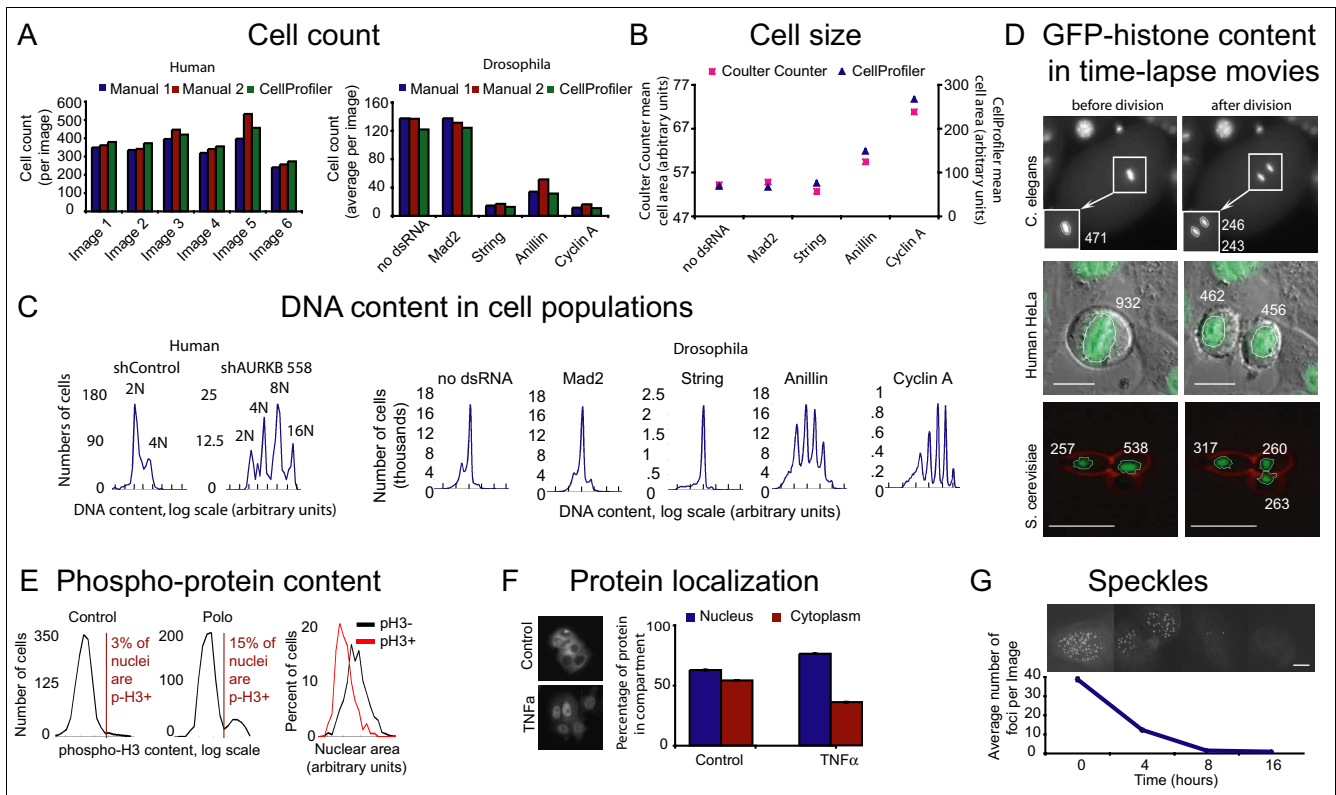 A Cell count
Human
Manual 1 Manual 2 CellProfiler
Cell count
(per image)
600
500
400
300
200
100
0
Image 1
Image 2
Image 3
Image 4
Image 5
Image 6
Drosophila
Manual 1 Manual 2 CellProfiler
Cell count
(average per image)
160
120
80
40
0
no dsRNA
Mad2
String
Anillin
Cyclin A
B Cell size
Coulter Counter CellProfiler
Coulter Counter mean
cell area(arbitrary units)
77
67
57
47
300
200
100
0
CellProfiler mean
cell area (arbitrary units)
no dsRNA
Mad2
String
Anillin
Cyclin A
C DNA content in cell populations
Human
shControl
Numbers of cells
180
90
0
2N
4N
shAURKB 558
25
12.5
0
2N
4N
8N
16N
DNA content, log scale (arbitrary units)
Drosophila
Number of cells
(thousands)
no dsRNA
18
16
12
8
4
0
Mad2
18
16
12
8
4
0
String
2.5
2
1.5
1
.5
0
Anillin
18
16
12
8
4
0
Cyclin A
1
.8
.6
.4
.2
0
DNA content, log scale (arbitrary units)
D GFP-histone content
in time-lapse movies
before division
after division
C. elegans
471
246
243
Human HeLa
932
462
456
S. cerevisiae
257
538
317
260
263
E Phospho-protein content
Control
Number of cells
350
250
125
0
3% of
nuclei
are
p-H3+
Polo
200
100
0
15% of
nuclei
are
p-H3+
phospho-H3 content, log scale
pH3-
pH3+
Percent of cells
20
10
0
Nuclear area
(arbitrary units)
F Protein localization
Control
TNFa
Nucleus Cytoplasm
Percentage of protein
in compartment
100
50
0
Control
TNFα
G Speckles
Average number of
foci per Image
40
30
20
10
0
0
4
8
16
Time (hours)